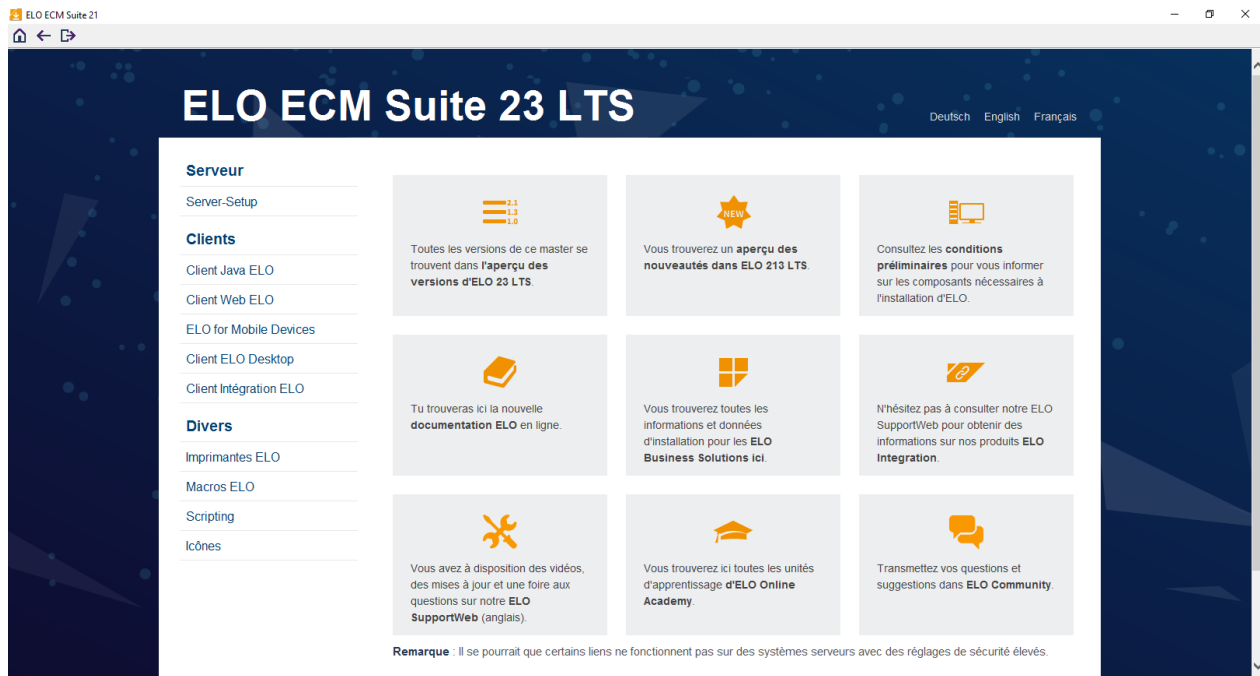 ELO ECM Suite 21
ELO ECM Suite 23 LTS
Deutsch English Français
Serveur
Server-Setup
Clients
Client Java ELO
Client Web ELO
ELO for Mobile Devices
Client ELO Desktop
Client Intégration ELO
Divers
Imprimantes ELO
Macros ELO
Scripting
Icônes
2.1
1.3
1.0
Toutes les versions de ce master se
trouvent dans l'aperçu des
versions d'ELO 23 LTS.
NEW
Vous trouverez un aperçu des
nouveautés dans ELO 213 LTS.
Consultez les conditions
préliminaires pour vous informer
sur les composants nécessaires à
l'installation d'ELO.
Tu trouveras ici la nouvelle
documentation ELO en ligne.
Vous trouverez toutes les
informations et données
d'installation pour les ELO
Business Solutions ici.
N'hésitez pas à consulter notre ELO
SupportWeb pour obtenir des
informations sur nos produits ELO
Integration.
Vous avez à disposition des vidéos,
des mises à jour et une foire aux
questions sur notre ELO
SupportWeb (anglais).
Vous trouverez ici toutes les unités
d'apprentissage d'ELO Online
Academy.
Transmettez vos questions et
suggestions dans ELO Community.
Remarque : Il se pourrait que certains liens ne fonctionnent pas sur des systèmes serveurs avec des réglages de sécurité élevés.